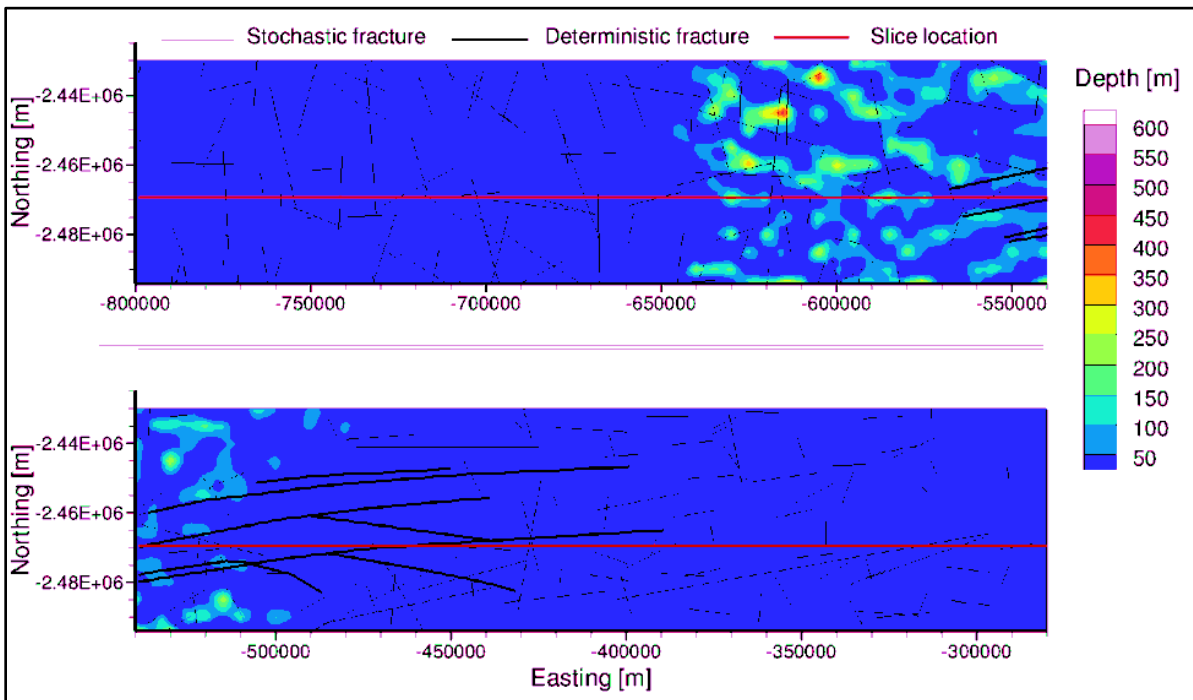 Stochastic fracture Deterministic fracture Slice location
Depth [m]
600
550
500
450
400
350
300
250
200
150
100
50
Northing [m]
-2.44E+06
-2.46E+06
-2.48E+06
-800000 -750000 -700000 -650000 -600000 -550000
Northing [m]
-2.44E+06
-2.46E+06
-2.48E+06
-500000 -450000 -400000 -350000 -300000
Easting [m]